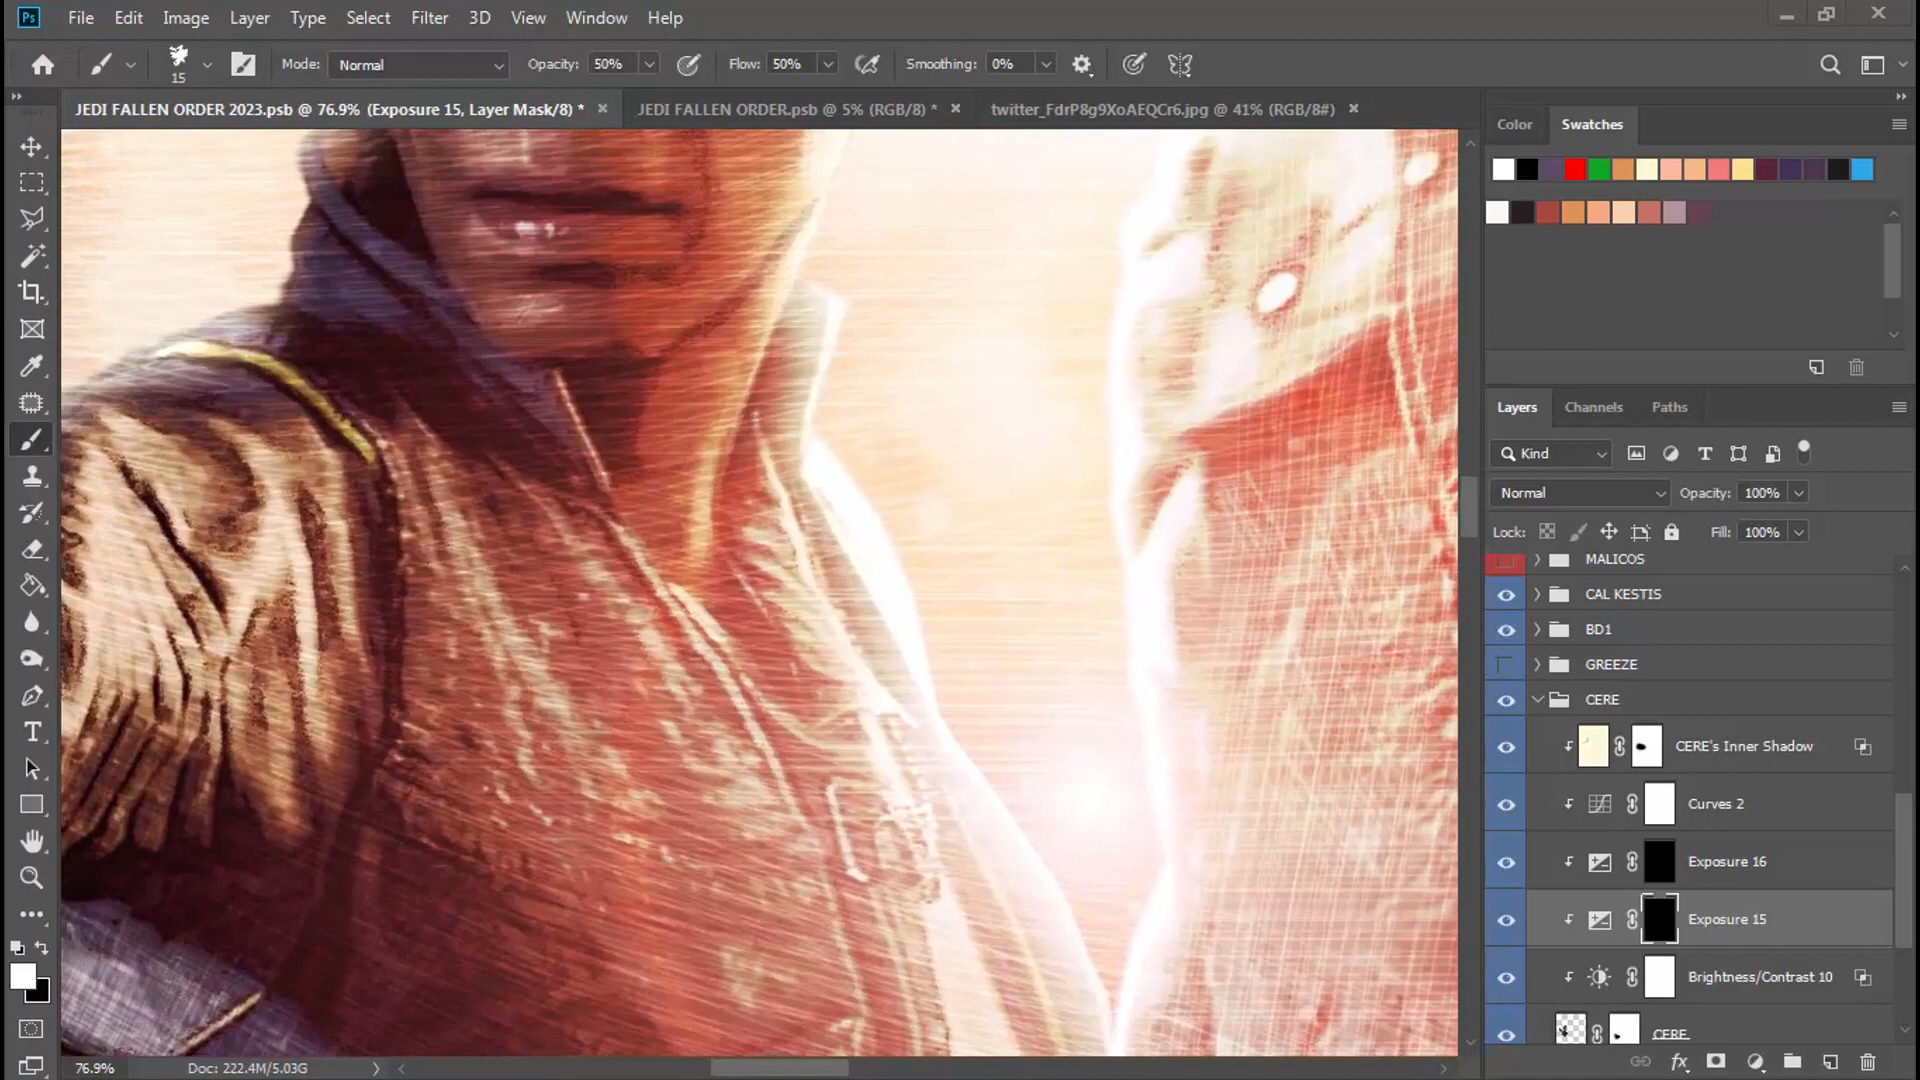 Ps File Edit Image Layer Type Select Filter 3D View Window Help
15 Mode: Normal Opacity: 50% Flow: 50% Smoothing: 0%
JEDI FALLEN ORDER 2023.psb @ 76.9% (Exposure 15, Layer Mask/8) * JEDI FALLEN ORDER.psb @ 5% (RGB/8) * twitter_FdrP8g9XoAEQCr6.jpg @ 41% (RGB/8#)
Color Swatches
Layers Channels Paths
Kind
Normal Opacity: 100%
Lock: Fill: 100%
MALICOS
CAL KESTIS
BD1
GREEZE
CERE
CERE's Inner Shadow
Curves 2
Exposure 16
Exposure 15
Brightness/Contrast 10
CERE
76.9% Doc: 222.4M/5.03G
fx